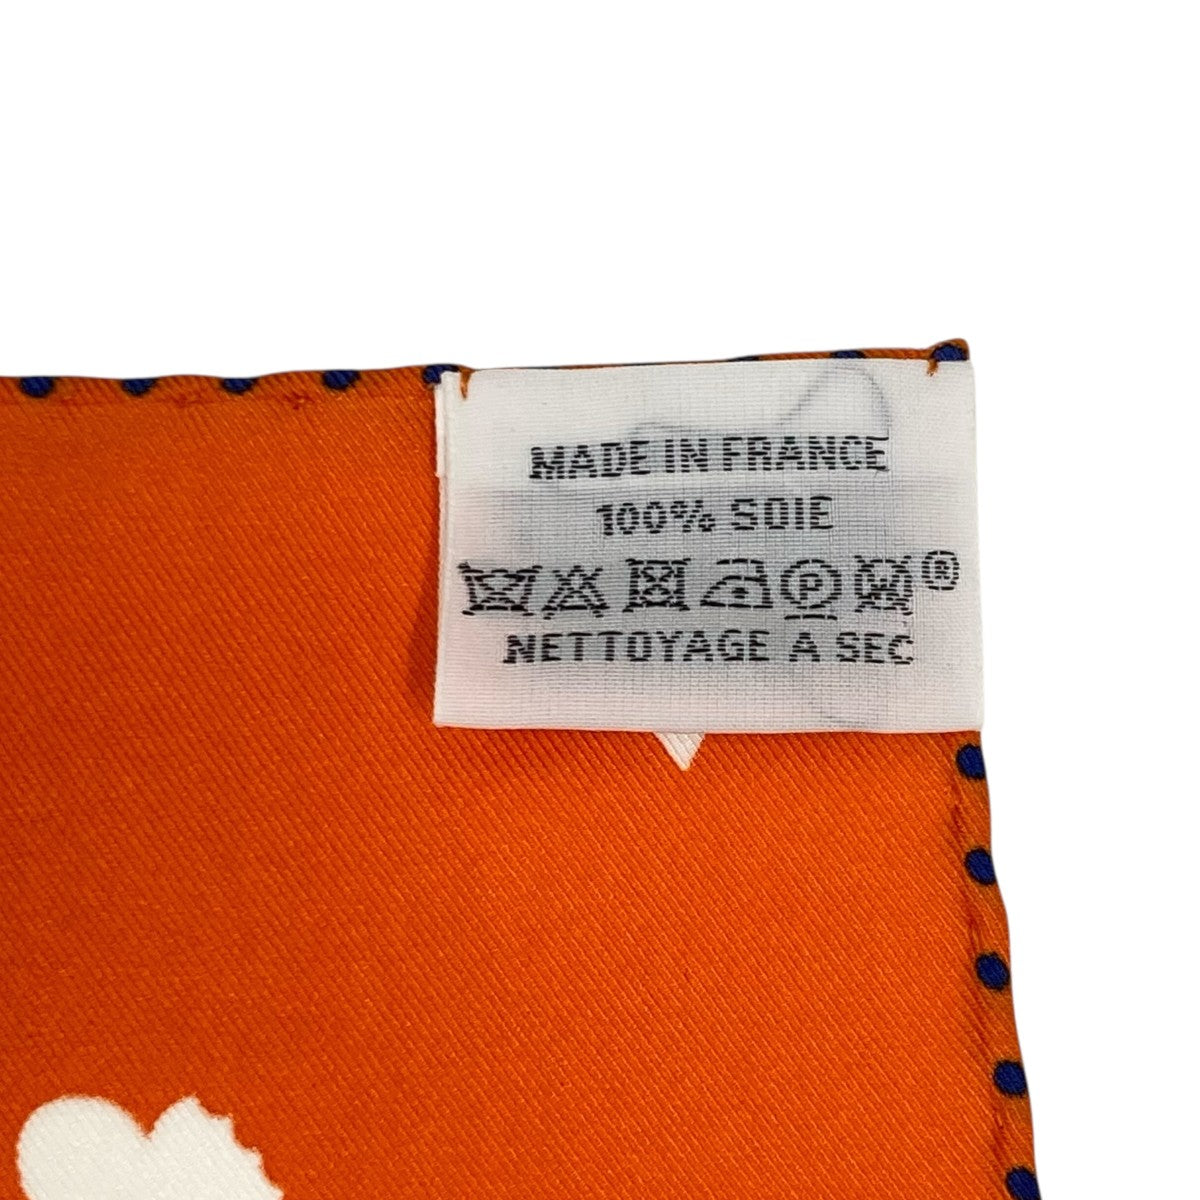 MADE IN FRANCE
100% SOIE
P W ®
NETTOYAGE A SEC